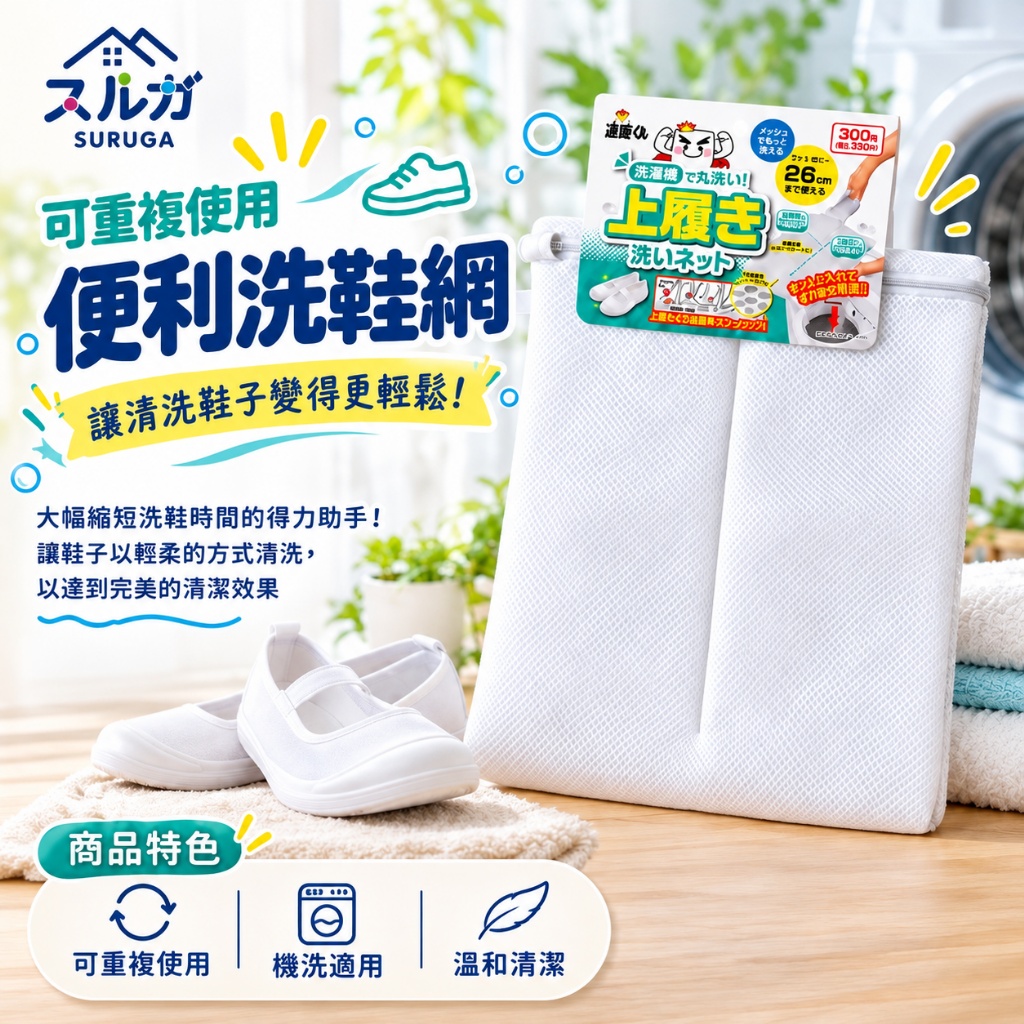 スルガ
SURUGA
可重複使用
便利洗鞋網
讓清洗鞋子變得更輕鬆!
大幅縮短洗鞋時間的得力助手!
讓鞋子以輕柔的方式清洗，
以達到完美的清潔效果
メッシュ
でもっと
洗える
300円
26cm
まで使える
洗濯機で丸洗い!
上履き
洗いネット
商品特色
可重複使用
機洗適用
溫和清潔